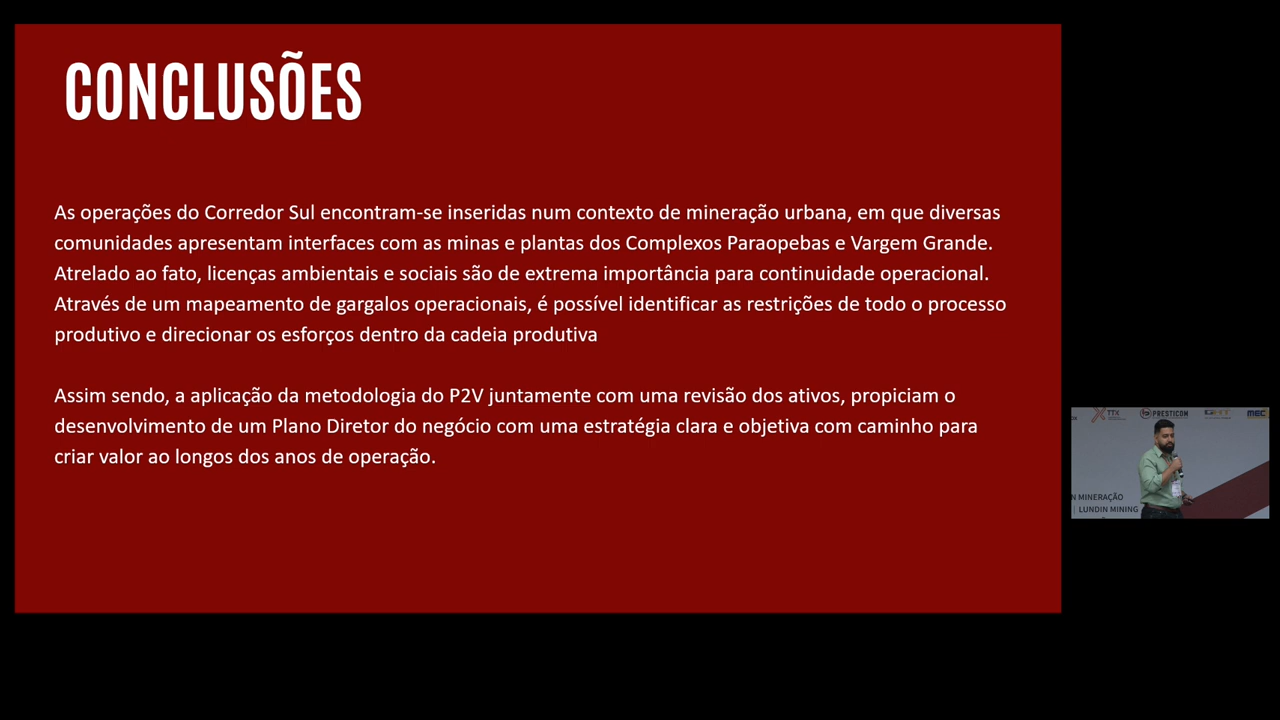 CONCLUSÕES
As operações do Corredor Sul encontram-se inseridas num contexto de mineração urbana, em que diversas
comunidades apresentam interfaces com as minas e plantas dos Complexos Paraopebas e Vargem Grande.
Atrelado ao fato, licenças ambientais e sociais são de extrema importância para continuidade operacional.
Através de um mapeamento de gargalos operacionais, é possível identificar as restrições de todo o processo
produtivo e direcionar os esforços dentro da cadeia produtiva
Assim sendo, a aplicação da metodologia do P2V juntamente com uma revisão dos ativos, propiciam o
desenvolvimento de um Plano Diretor do negócio com uma estratégia clara e objetiva com caminho para
criar valor ao longos dos anos de operação.
TTX PRESTICOM GHT MEC
N MINERAÇÃO
| LUNDIN MINING